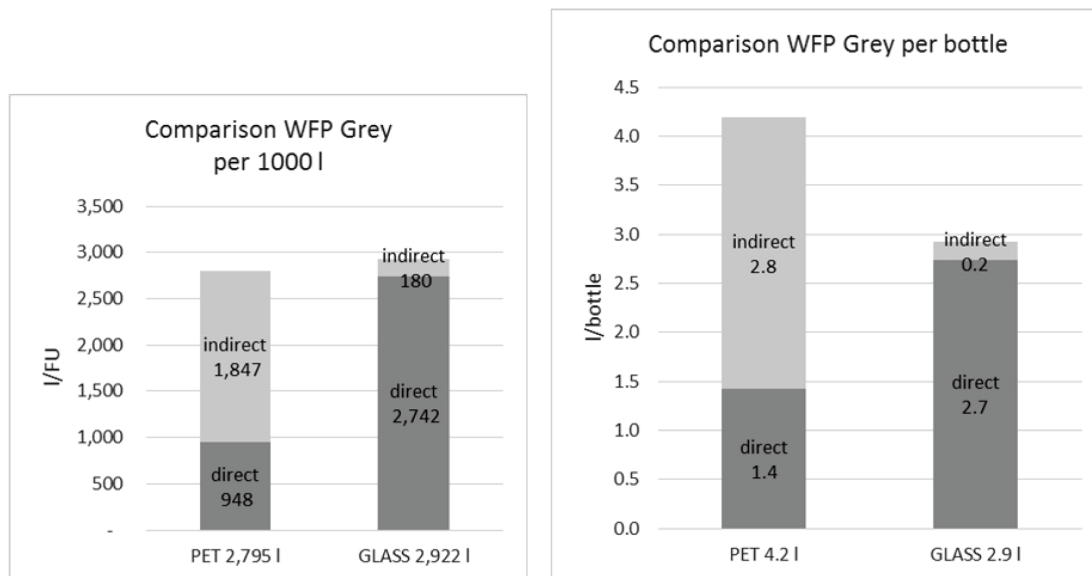 Comparison WFP Grey
per 1000 l
3,500
3,000
2,500
2,000
1,500
1,000
500
-
l/FU
indirect
1,847
direct
948
indirect
180
direct
2,742
PET 2,795 l
GLASS 2,922 l
Comparison WFP Grey per bottle
4.5
4.0
3.5
3.0
2.5
2.0
1.5
1.0
0.5
0.0
l/bottle
indirect
2.8
direct
1.4
indirect
0.2
direct
2.7
PET 4.2 l
GLASS 2.9 l